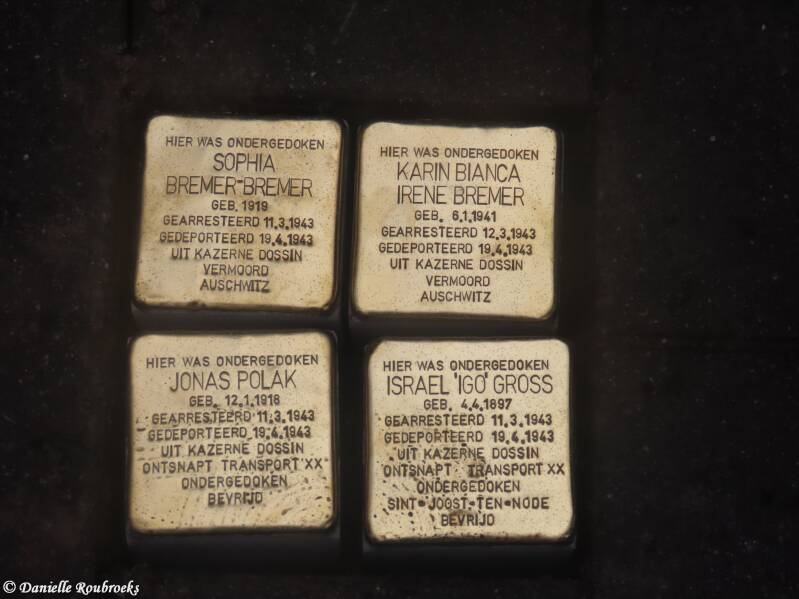 HIER WAS ONDERGEDOKEN
SOPHIA
BREMER-BREMER
GEB. 1919
GEARRESTEERD 11.3.1943
GEDEPORTEERD 19.4.1943
UIT KAZERNE DOSSIN
VERMOORD
AUSCHWITZ
HIER WAS ONDERGEDOKEN
KARIN BIANCA
IRENE BREMER
GEB. 6.1.1941
GEARRESTEERD 12.3.1943
GEDEPORTEERD 19.4.1943
UIT KAZERNE DOSSIN
VERMOORD
AUSCHWITZ
HIER WAS ONDERGEDOKEN
JONAS POLAK
GEB. 12.1.1918
GEARRESTEERD 11.3.1943
GEDEPORTEERD 19.4.1943
UIT KAZERNE DOSSIN
ONTSNAPT TRANSPORT XX
ONDERGEDOKEN
BEVRIJD
HIER WAS ONDERGEDOKEN
ISRAEL 'IGO' GROSS
GEB. 4.4.1897
GEARRESTEERD 11.3.1943
GEDEPORTEERD 19.4.1943
UIT KAZERNE DOSSIN
ONTSNAPT TRANSPORT XX
ONDERGEDOKEN
SINT-JOOST-TEN-NODE
BEVRIJD
© Danielle Roubroeks